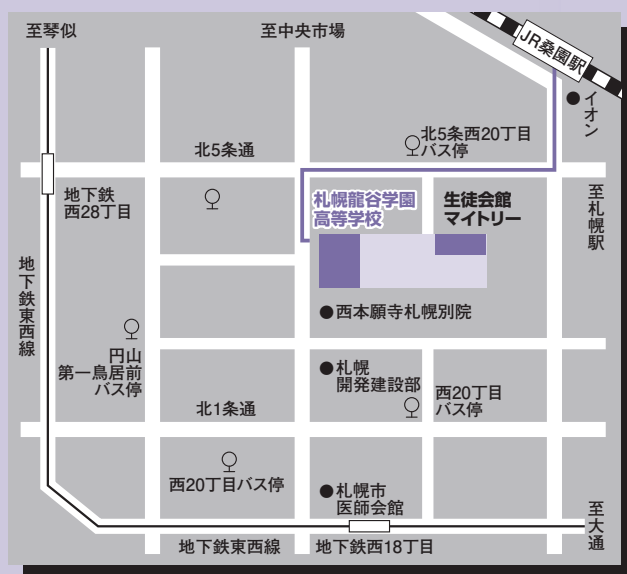 至琴似
至中央市場
JR桑園駅
イオン
北5条西20丁目
バス停
北5条通
地下鉄
西28丁目
札幌龍谷学園
高等学校
生徒会館
マイトリー
至札幌駅
地下鉄東西線
西本願寺札幌別院
円山
第一鳥居前
バス停
札幌
開発建設部
西20丁目
バス停
北1条通
西20丁目バス停
札幌市
医師会館
至大通
地下鉄東西線
地下鉄西18丁目